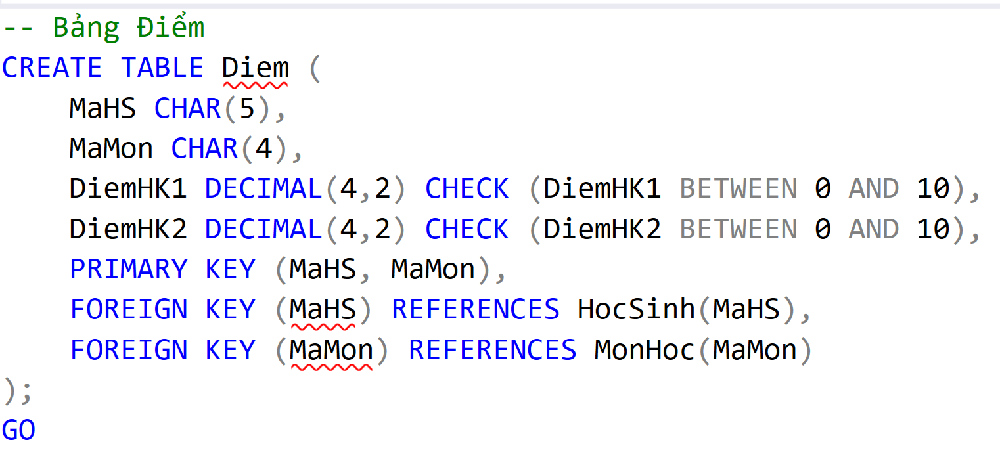 -- Bảng Điểm
CREATE TABLE Diem (
    MaHS CHAR(5),
    MaMon CHAR(4),
    DiemHK1 DECIMAL(4,2) CHECK (DiemHK1 BETWEEN 0 AND 10),
    DiemHK2 DECIMAL(4,2) CHECK (DiemHK2 BETWEEN 0 AND 10),
    PRIMARY KEY (MaHS, MaMon),
    FOREIGN KEY (MaHS) REFERENCES HocSinh(MaHS),
    FOREIGN KEY (MaMon) REFERENCES MonHoc(MaMon)
);
GO